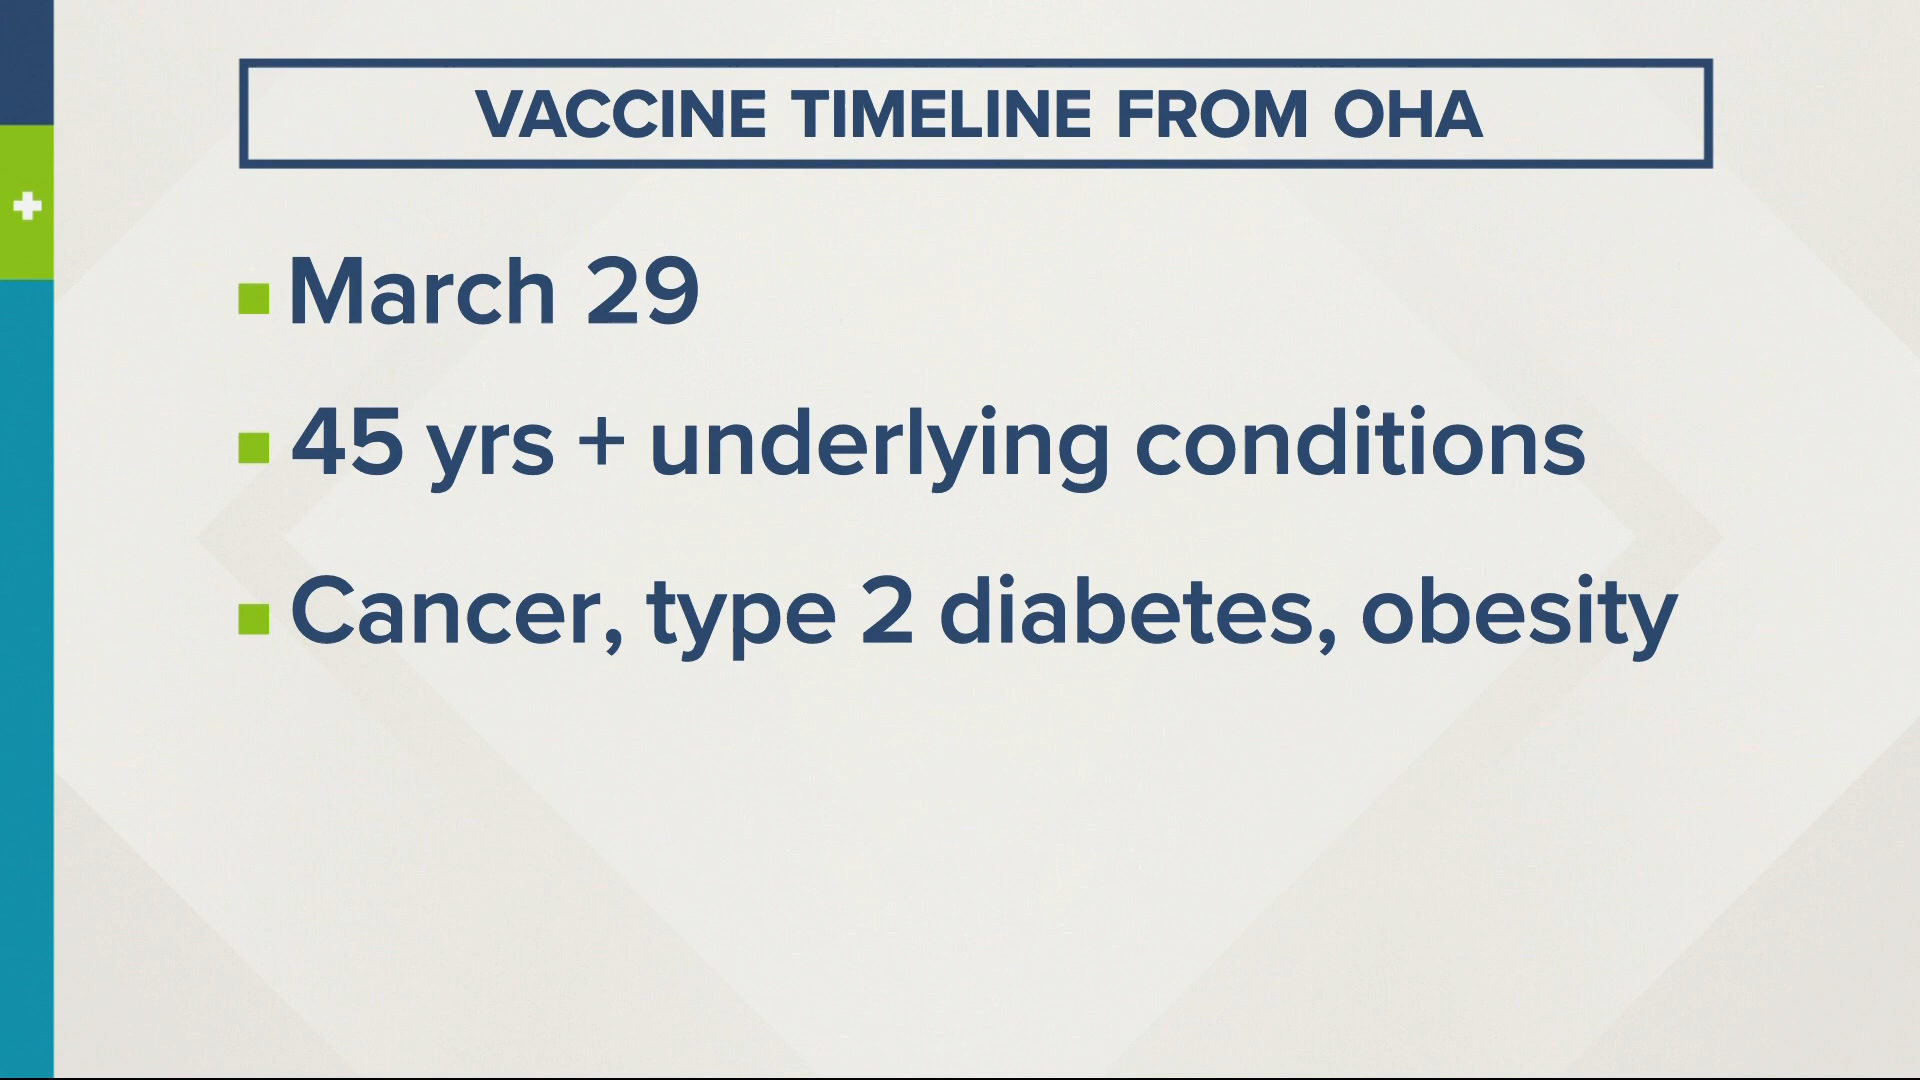 VACCINE TIMELINE FROM OHA
March 29
45 yrs + underlying conditions
Cancer, type 2 diabetes, obesity